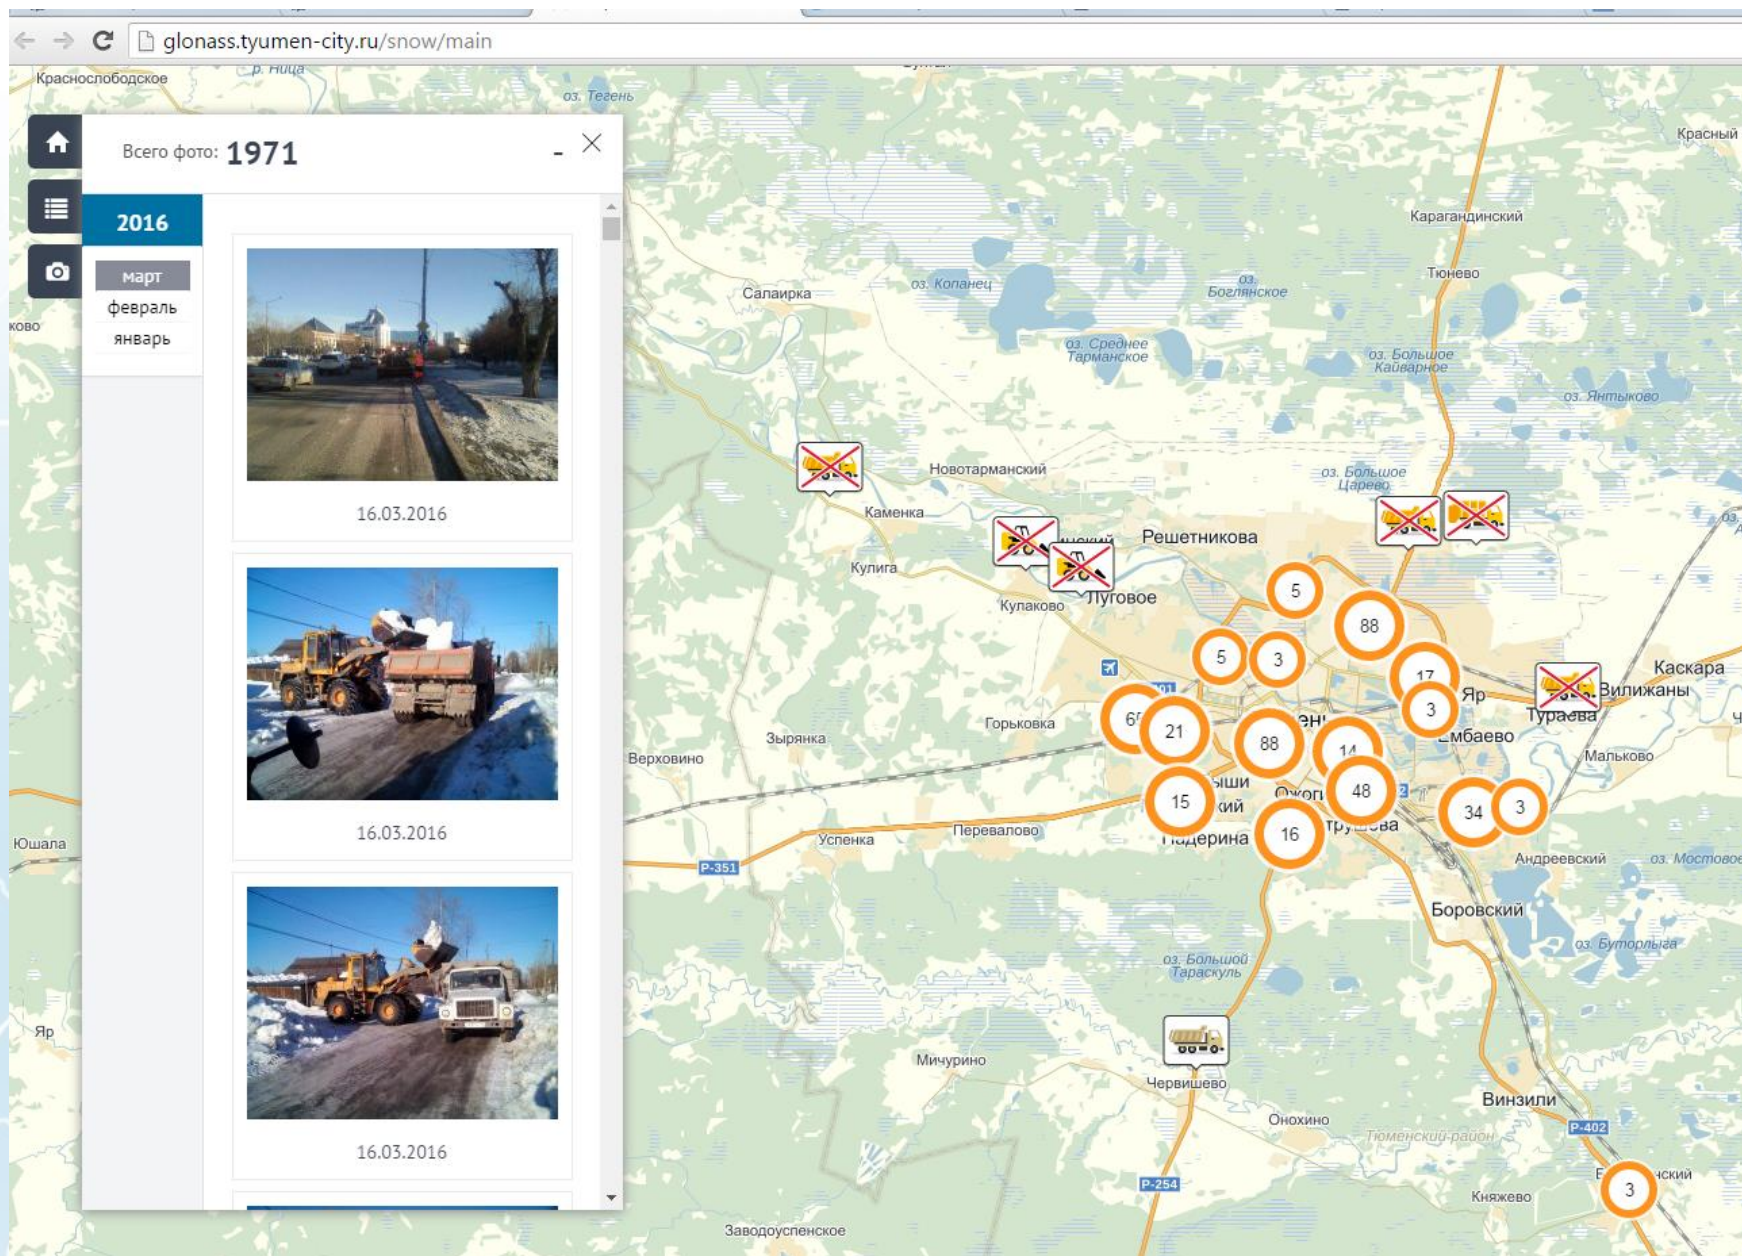 glonass.tyumen-city.ru/snow/main
Краснослободское
р. Ница
оз. Тегень
Всего фото: 1971
2016
март
февраль
январь
16.03.2016
16.03.2016
16.03.2016
Красный
Карагандинский
Тюнево
Салаирка
оз. Копанец
оз.
Боглянское
оз. Среднее
Тарманское
оз. Большое
Кайварное
оз. Янтыково
Новотарманский
оз. Большое
Царево
Каменка
Решетникова
Кулига
Кулаково
Луговое
5
88
5
3
17
Каскара
Яр
Вилижаны
3
Тураева
Ембаево
Горьковка
21
88
14
Зырянка
Верховино
Мальково
15
48
34
3
16
Юшала
Успенка
Перевалово
Падерина
Р-351
Андреевский
оз. Мостовое
Боровский
оз. Буторлыга
оз. Большой
Тараскуль
Яр
Мичурино
Червишево
Винзили
Онохино
Тюменский район
Р-402
Р-254
3
Княжево
Заводоуспенское